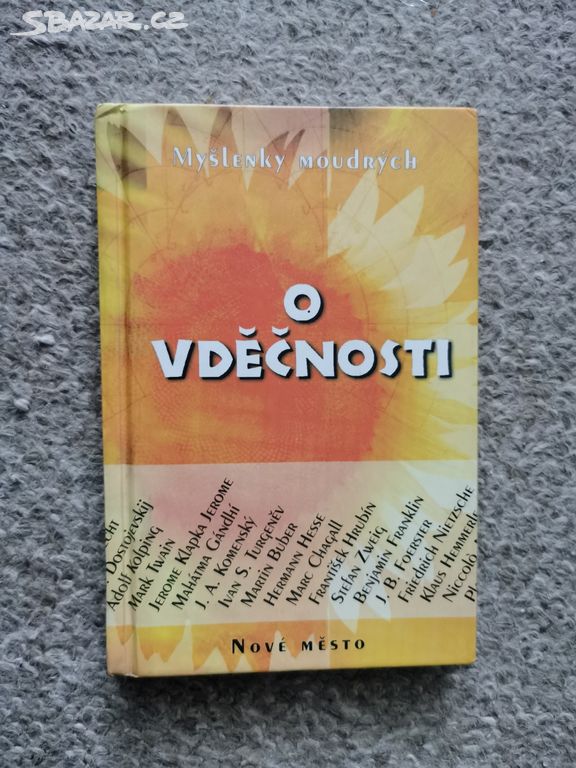 SBAZAR.CZ
Myšlenky moudrých
O
VDĚČNOSTI
Dostojevskij
Adolf Kolping
Mark Twain
Jerome Klapka Jerome
Mahátma Gándhí
J. A. Komenský
Ivan S. Turgeněv
Martin Buber
Hermann Hesse
Marc Chagall
František Hrubín
Stefan Zweig
Benjamin Franklin
J. B. Foerster
Friedrich Nietzsche
Klaus Hemmerl
Niccolò
Nové město